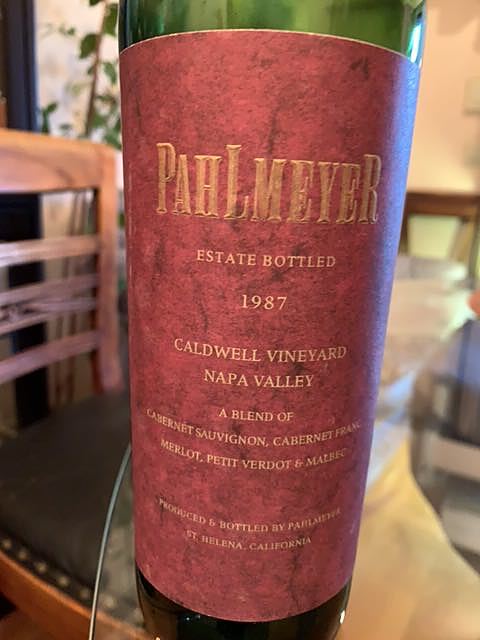 PAHLMEYER
ESTATE BOTTLED
1987
CALDWELL VINEYARD
NAPA VALLEY
A BLEND OF
CABERNET SAUVIGNON, CABERNET FRANC
MERLOT, PETIT VERDOT & MALBEC
PRODUCED & BOTTLED BY PAHLMEYER
ST. HELENA, CALIFORNIA